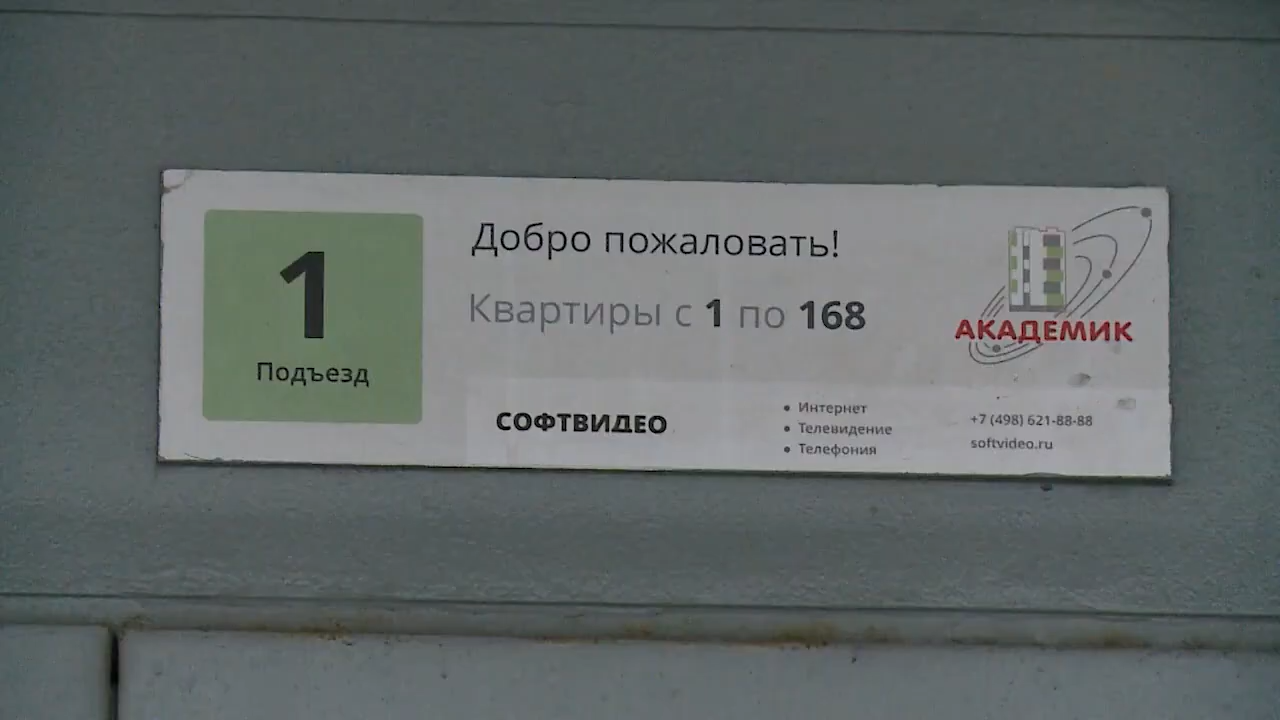 1
Подъезд
Добро пожаловать!
Квартиры с 1 по 168
АКАДЕМИК
СОФТВИДЕО
• Интернет
• Телевидение
• Телефония
+7 (498) 621-88-88
softvideo.ru